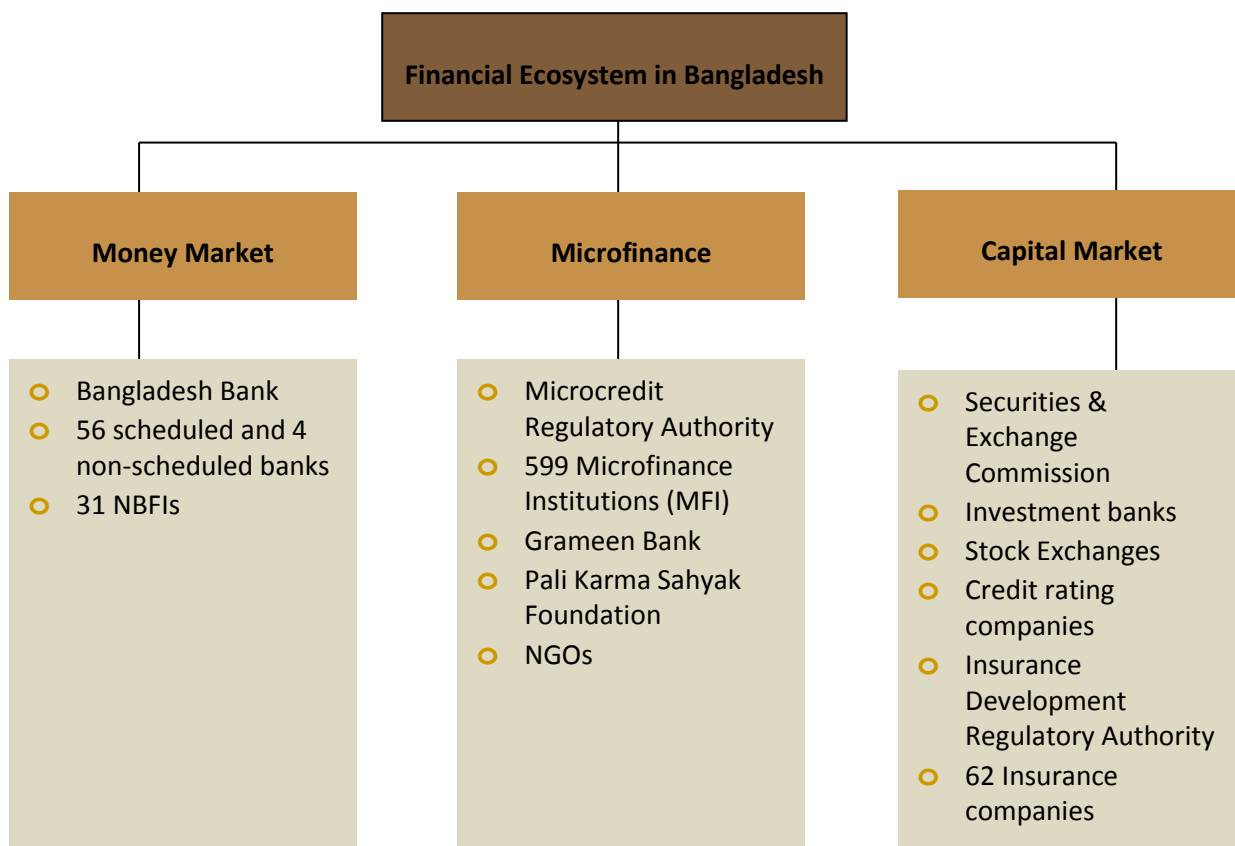 Financial Ecosystem in Bangladesh
Money Market
Microfinance
Capital Market
Bangladesh Bank
56 scheduled and 4
non-scheduled banks
31 NBFIs
Microcredit
Regulatory Authority
599 Microfinance
Institutions (MFI)
Grameen Bank
Pali Karma Sahyak
Foundation
NGOs
Securities &
Exchange
Commission
Investment banks
Stock Exchanges
Credit rating
companies
Insurance
Development
Regulatory Authority
62 Insurance
companies